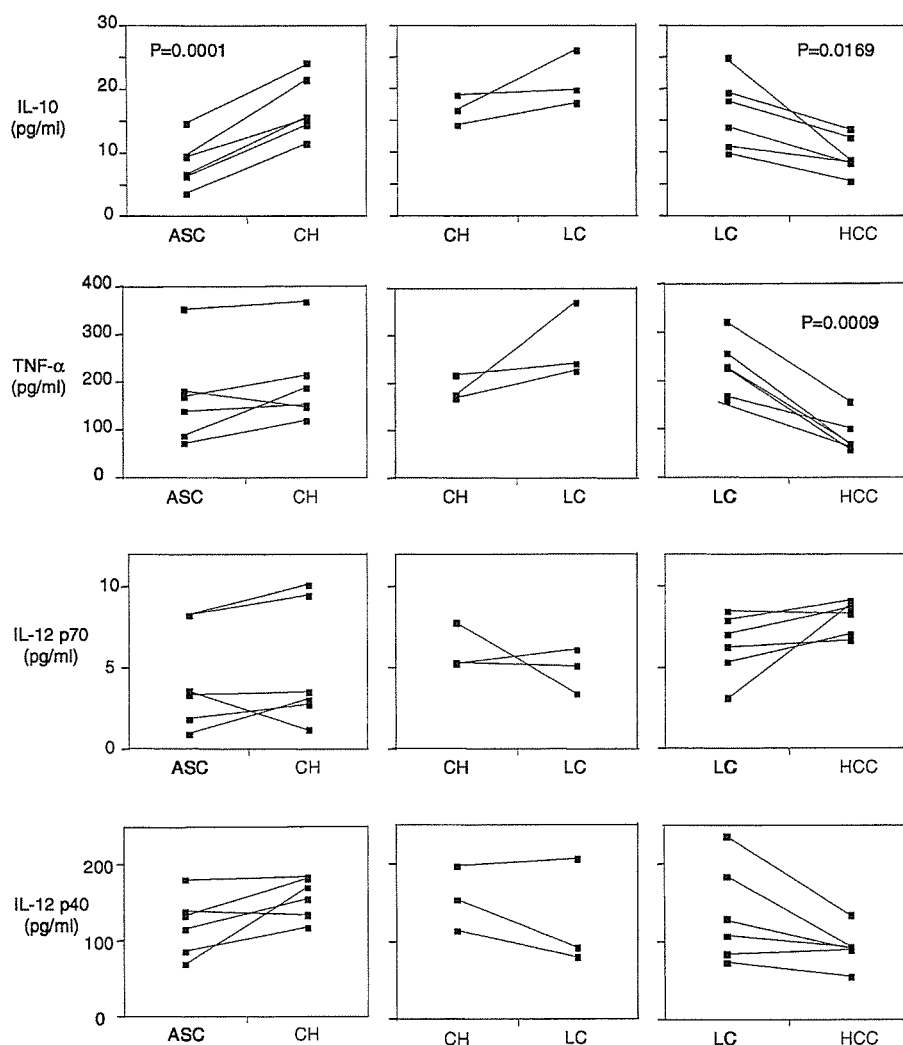 30
20
10
0
IL-10
(pg/ml)
P=0.0001
P=0.0169
ASC CH
CH LC
LC HCC
400
300
200
100
0
TNF-α
(pg/ml)
P=0.0009
ASC CH
CH LC
LC HCC
10
5
0
IL-12 p70
(pg/ml)
ASC CH
CH LC
LC HCC
200
100
0
IL-12 p40
(pg/ml)
ASC CH
CH LC
LC HCC